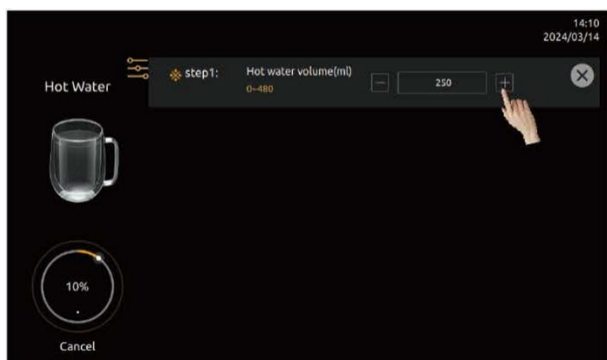 14:10
2024/03/14
Hot Water
step1:
Hot water volume(ml)
0~480
250
10%
Cancel